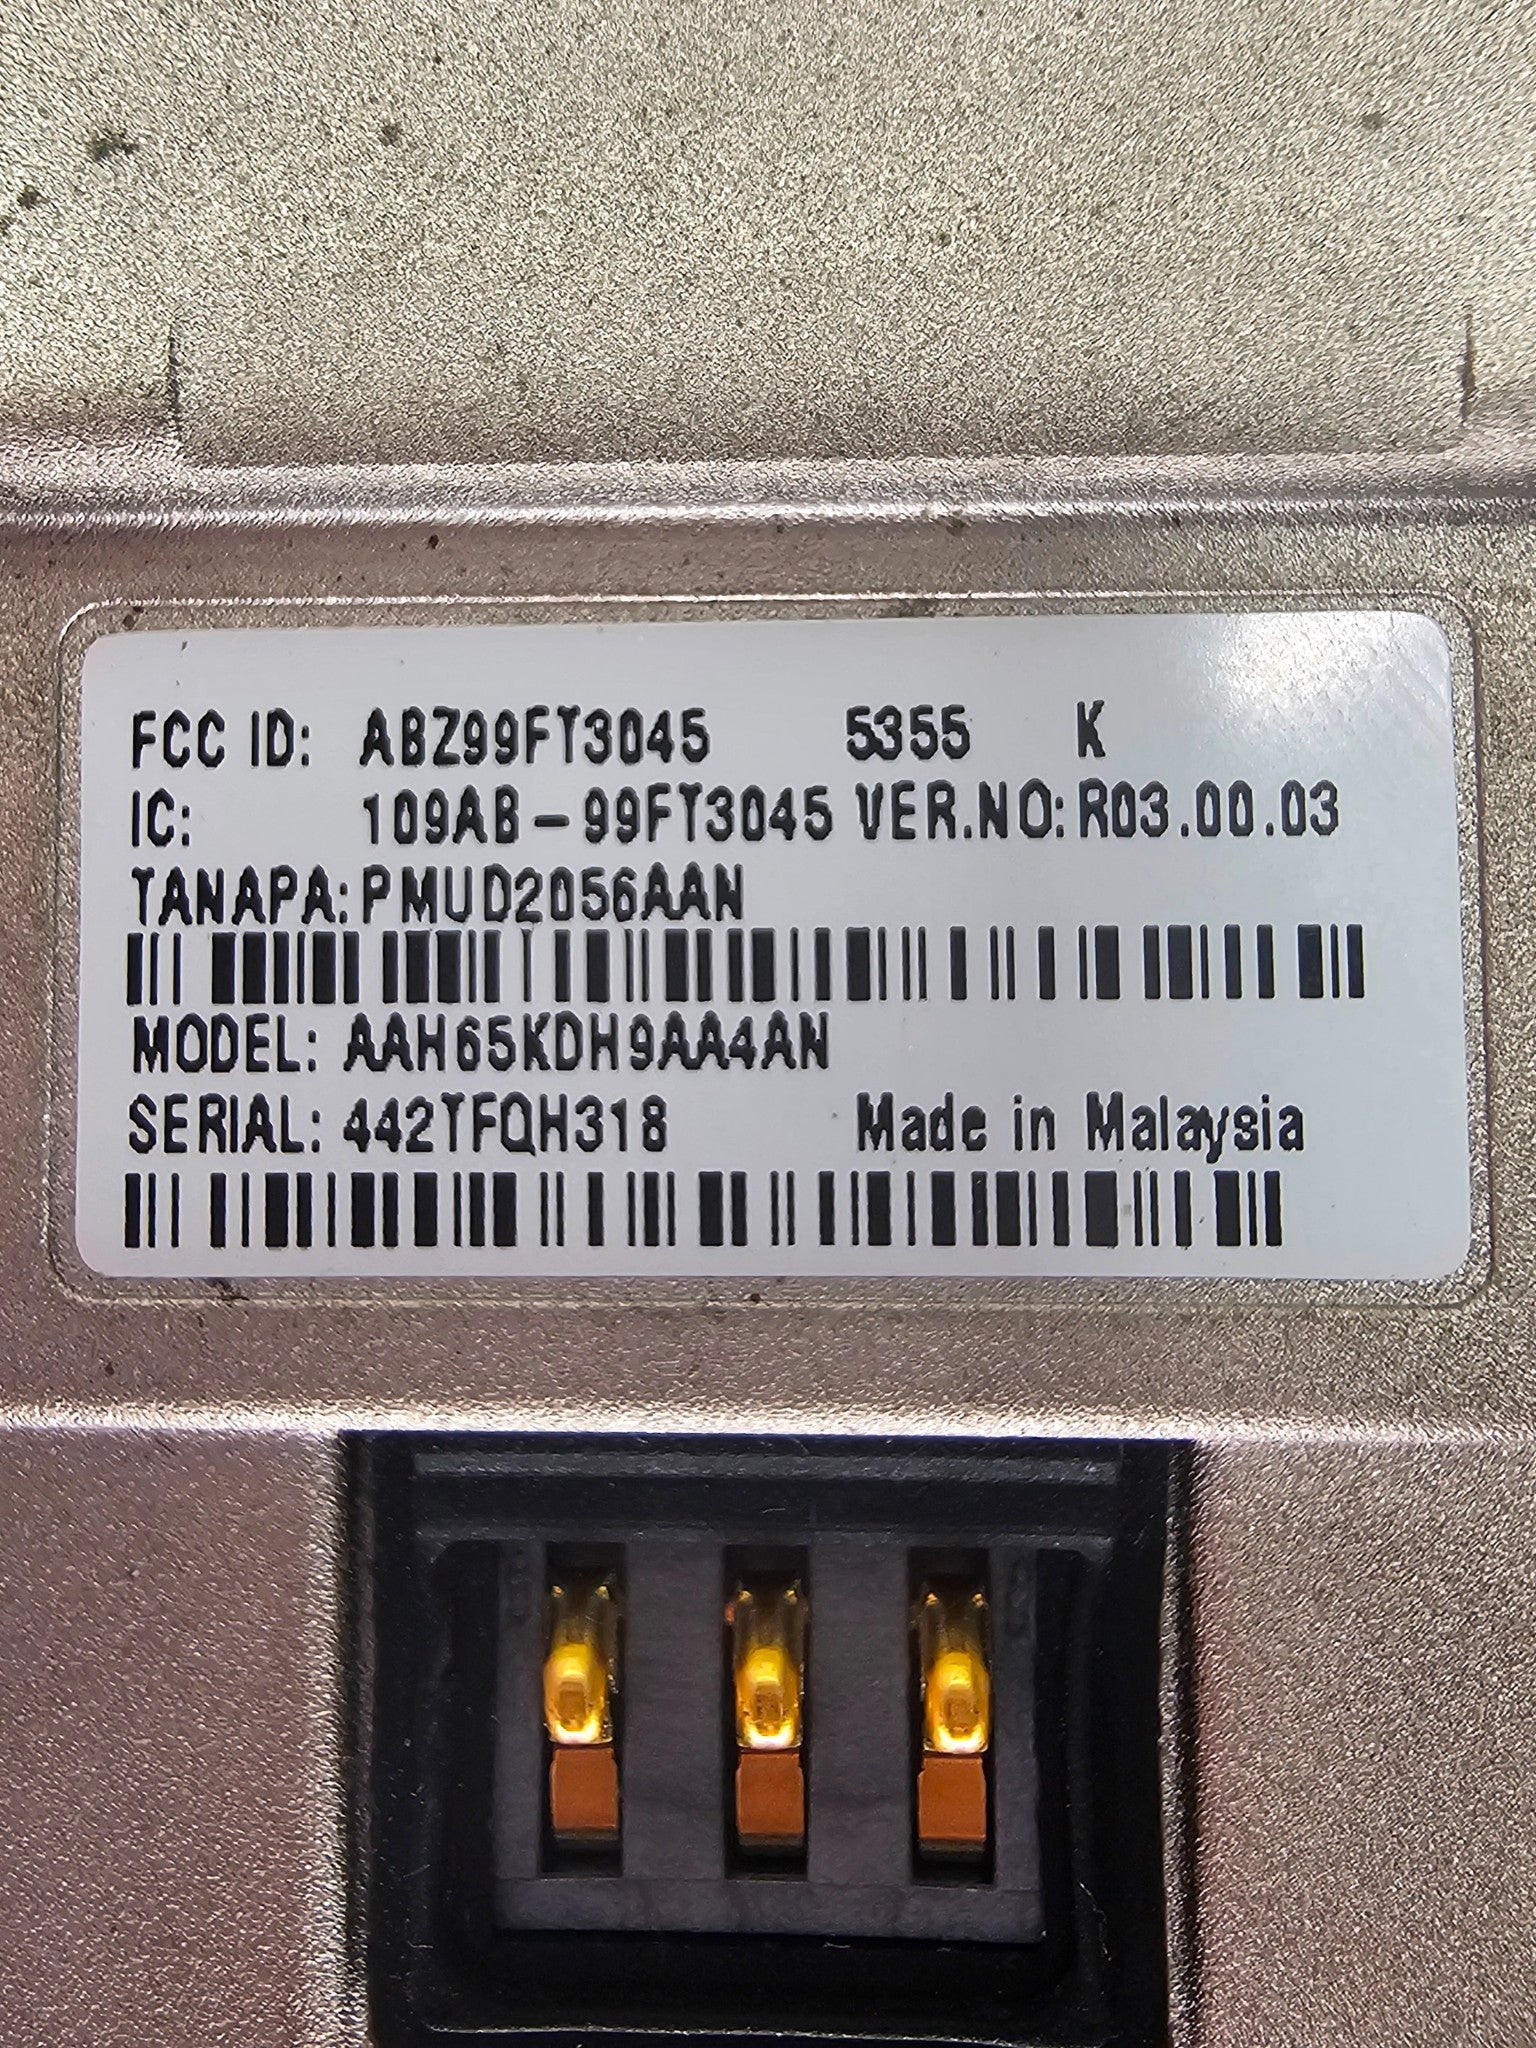 FCC ID: ABZ99FT3045 5355 K
IC: 109AB-99FT3045 VER.NO:R03.00.03
TANAPA:PMUD2056AAN
MODEL: AAH65KDH9AA4AN
SERIAL: 442TFQH318 Made in Malaysia